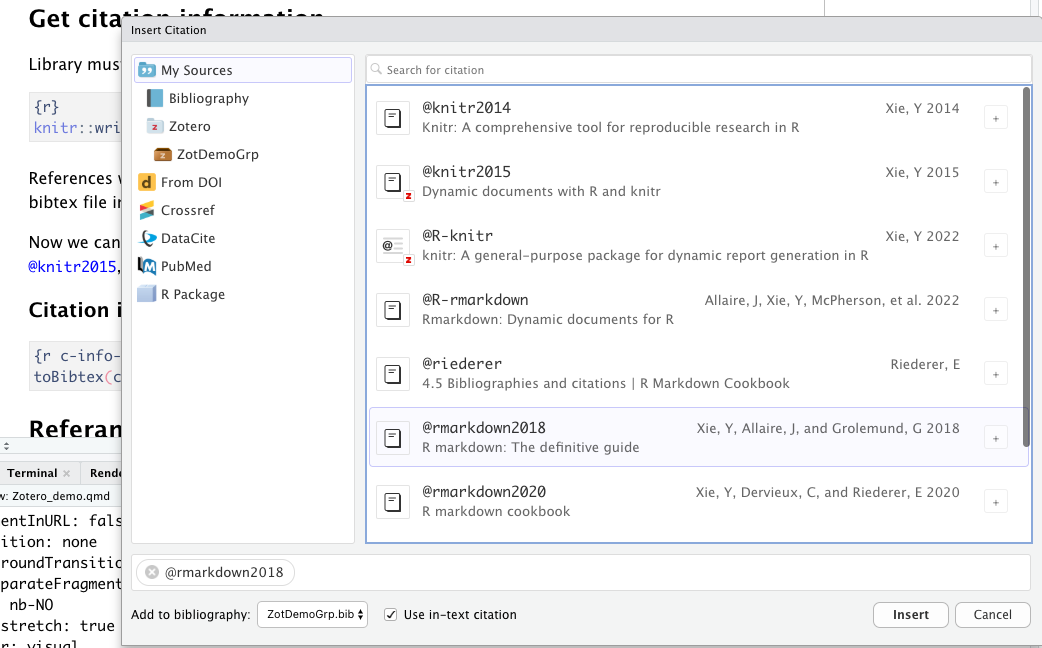 Get citation information
Insert Citation
Library mus
{r}
knitr::wri
References
bibtex file in
Now we can
@knitr2015,
Citation i
{r c-info-
toBibtex(c
Referan
My Sources
Bibliography
Zotero
ZotDemoGrp
From DOI
Crossref
DataCite
PubMed
R Package
Search for citation
@knitr2014 Xie, Y 2014
Knitr: A comprehensive tool for reproducible research in R
@knitr2015 Xie, Y 2015
Dynamic documents with R and knitr
@R-knitr Xie, Y 2022
knitr: A general-purpose package for dynamic report generation in R
@R-rmarkdown Allaire, J, Xie, Y, McPherson, et al. 2022
Rmarkdown: Dynamic documents for R
@riederer Riederer, E
4.5 Bibliographies and citations | R Markdown Cookbook
@rmarkdown2018 Xie, Y, Allaire, J, and Grolemund, G 2018
R markdown: The definitive guide
@rmarkdown2020 Xie, Y, Dervieux, C, and Riederer, E 2020
R markdown cookbook
Terminal Rende
w: Zotero_demo.qmd
entInURL: fals
ition: none
roundTransitio
parateFragment
nb-NO
stretch: true
r: visual
@rmarkdown2018
Add to bibliography: ZotDemoGrp.bib Use in-text citation Insert Cancel